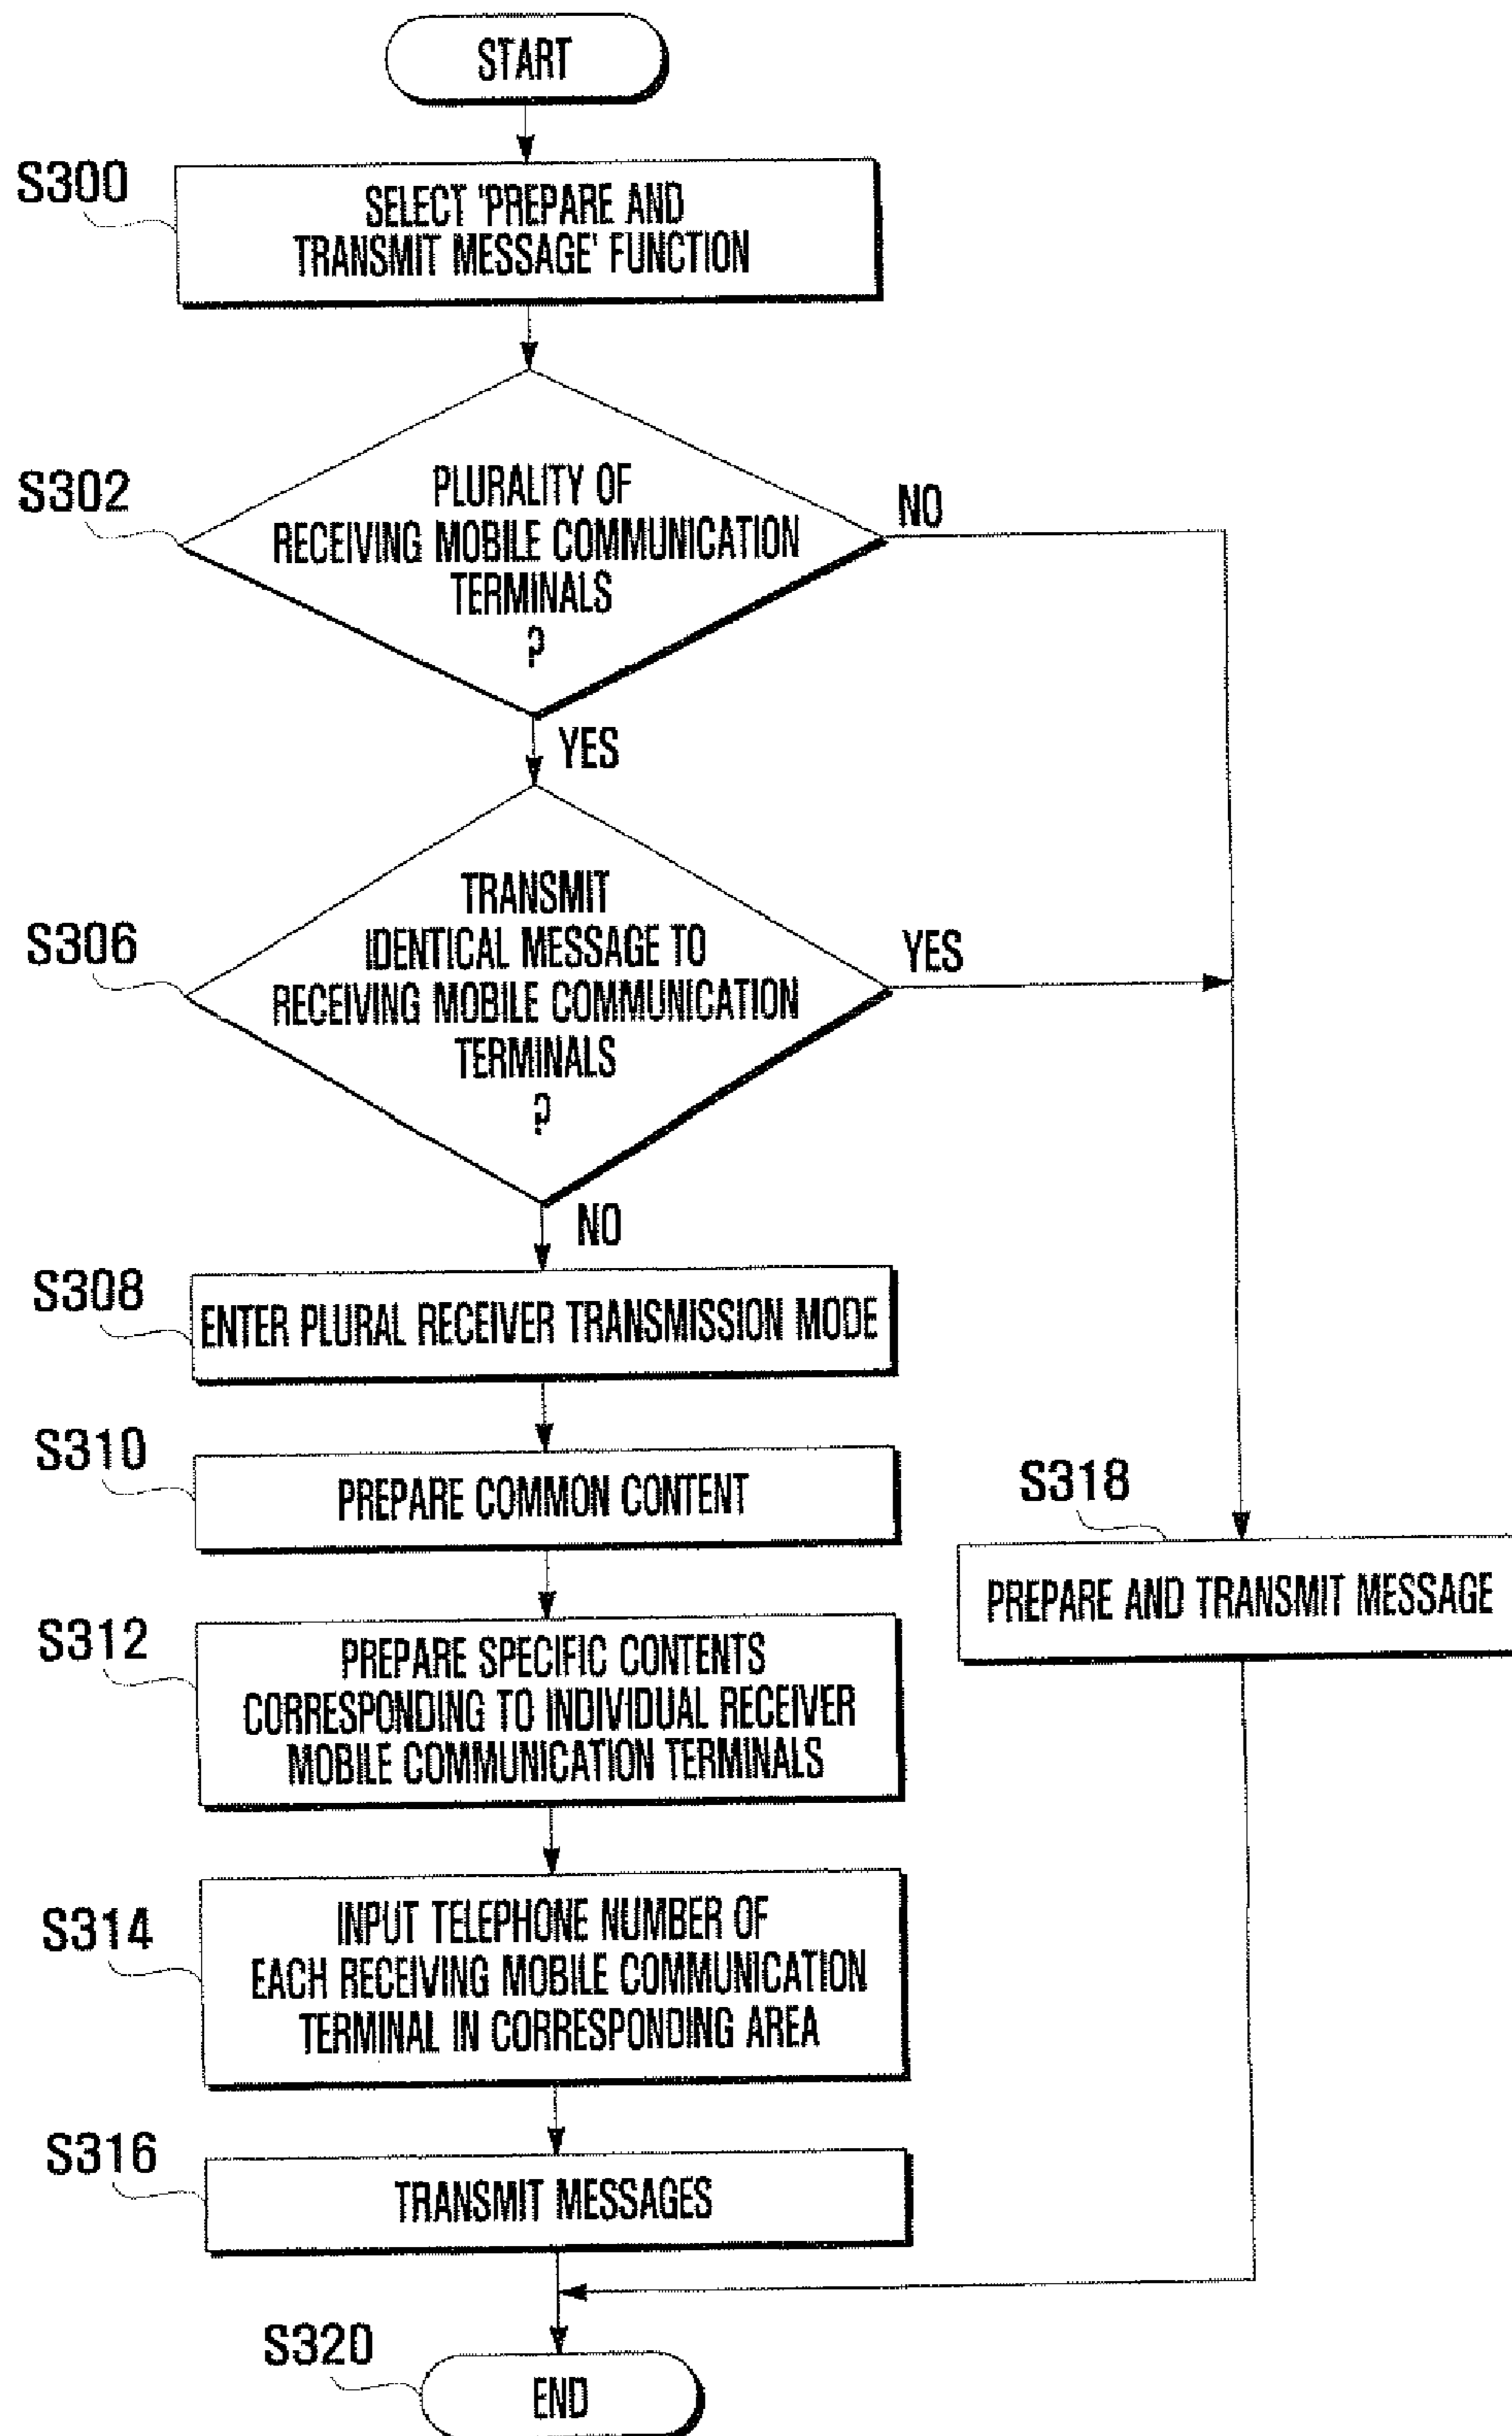 START
S300
SELECT 'PREPARE AND
TRANSMIT MESSAGE' FUNCTION
S302
PLURALITY OF
RECEIVING MOBILE COMMUNICATION
TERMINALS
?
NO
YES
S306
TRANSMIT
IDENTICAL MESSAGE TO
RECEIVING MOBILE COMMUNICATION
TERMINALS
?
YES
NO
S308
ENTER PLURAL RECEIVER TRANSMISSION MODE
S310
PREPARE COMMON CONTENT
S318
PREPARE AND TRANSMIT MESSAGE
S312
PREPARE SPECIFIC CONTENTS
CORRESPONDING TO INDIVIDUAL RECEIVER
MOBILE COMMUNICATION TERMINALS
S314
INPUT TELEPHONE NUMBER OF
EACH RECEIVING MOBILE COMMUNICATION
TERMINAL IN CORRESPONDING AREA
S316
TRANSMIT MESSAGES
S320
END